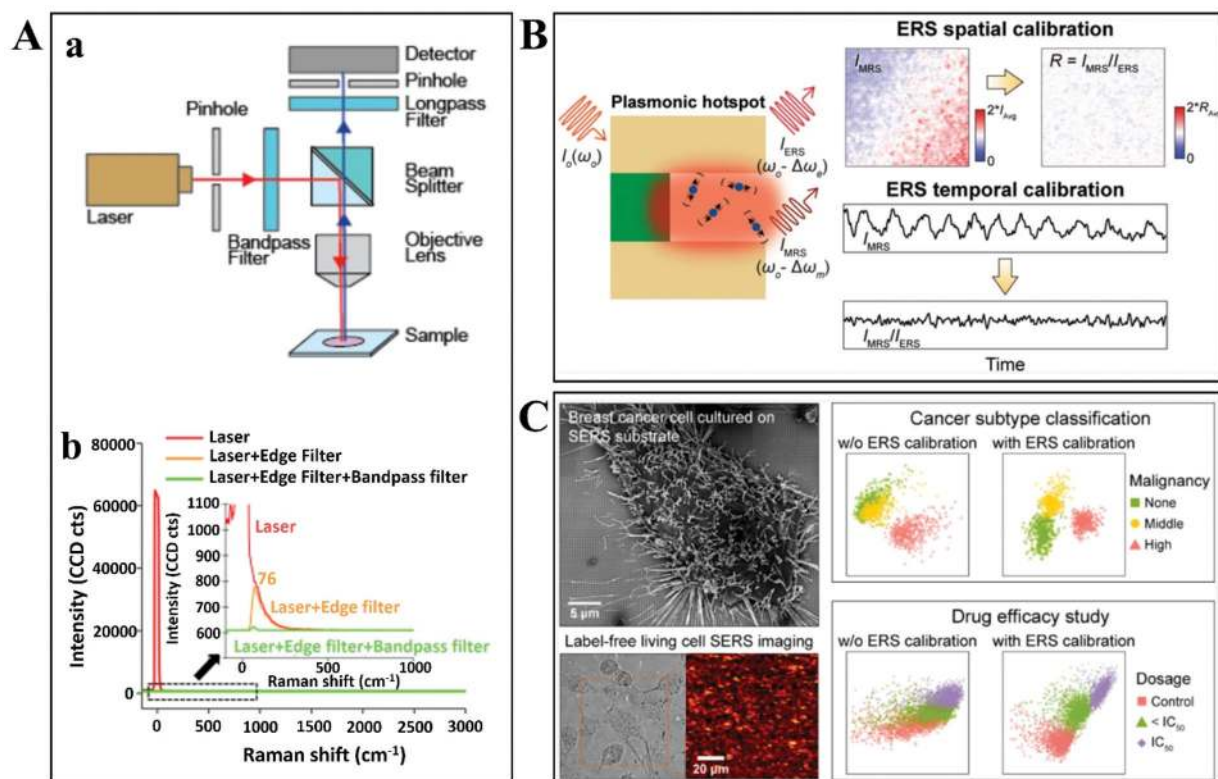 A
a
Detector
Pinhole
Longpass
Filter
Pinhole
Beam
Splitter
Laser
Bandpass
Filter
Objective
Lens
Sample
b
Laser
Laser+Edge Filter
Laser+Edge Filter+Bandpass filter
80000
60000
40000
20000
0
Intensity (CCD cts)
0
500
1000
1500
2000
2500
3000
Raman shift (cm⁻¹)
1100
1000
900
800
700
600
Intensity (CCD cts)
Laser
76
Laser+Edge filter
Laser+Edge filter+Bandpass filter
0
500
1000
Raman shift (cm⁻¹)
B
Plasmonic hotspot
I₀(ω₀)
I_ERS
(ω₀- Δω_e)
I_MRS
(ω₀- Δω_m)
ERS spatial calibration
I_MRS
2*I_Avg
0
R = I_MRS/I_ERS
2*R_Av
0
ERS temporal calibration
I_MRS
I_MRS/I_ERS
Time
C
Breast cancer cell cultured on
SERS substrate
5 μm
Label-free living cell SERS imaging
20 μm
Cancer subtype classification
w/o ERS calibration
with ERS calibration
Malignancy
None
Middle
High
Drug efficacy study
w/o ERS calibration
with ERS calibration
Dosage
Control
< IC₅₀
IC₅₀